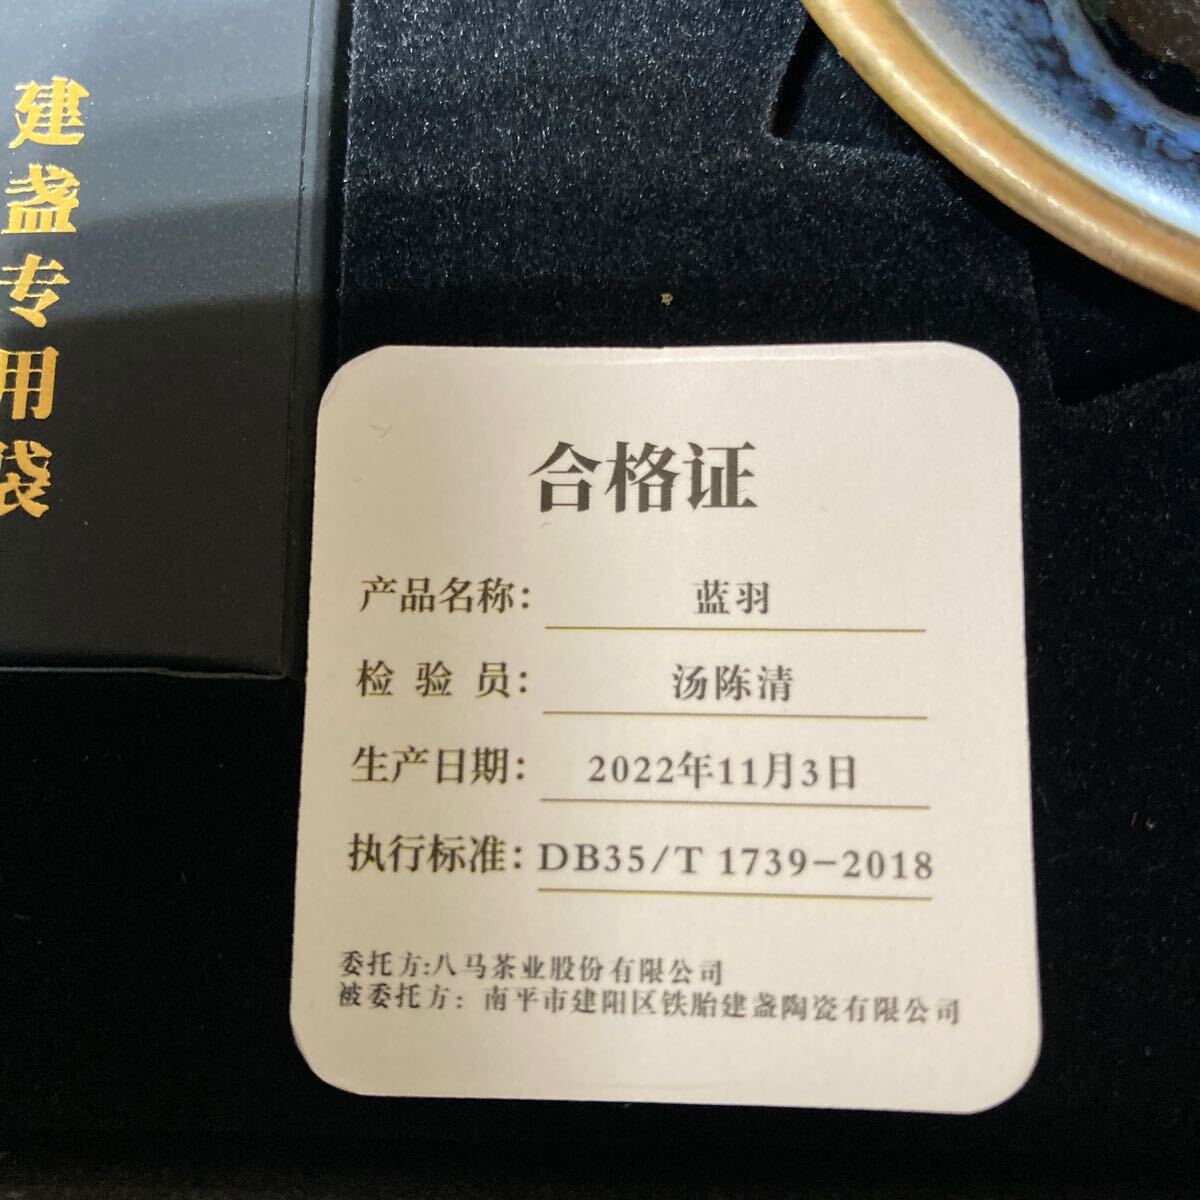 建盏专用袋
合格证
产品名称：蓝羽
检验员：汤陈清
生产日期：2022年11月3日
执行标准：DB35/T 1739-2018
委托方:八马茶业股份有限公司
被委托方：南平市建阳区铁胎建盏陶瓷有限公司